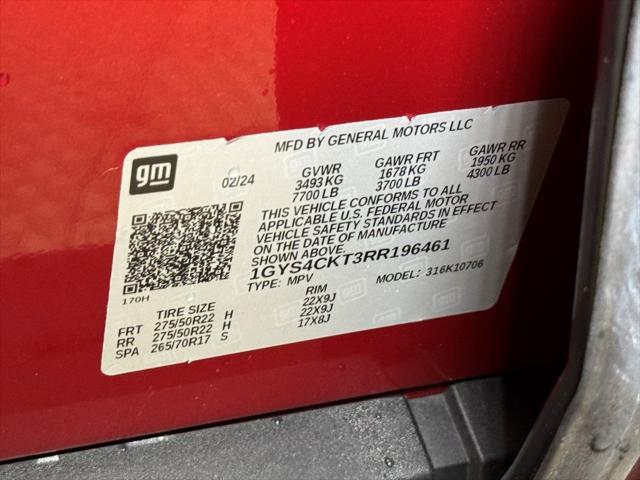 MFD BY GENERAL MOTORS LLC
gm
02/24 GVWR GAWR FRT GAWR RR
3493 KG 1678 KG 1950 KG
7700 LB 3700 LB 4300 LB
THIS VEHICLE CONFORMS TO ALL
APPLICABLE U.S. FEDERAL MOTOR
VEHICLE SAFETY STANDARDS IN EFFECT
ON THE DATE OF MANUFACTURE
SHOWN ABOVE.
1GYS4CKT3RR196461
TYPE: MPV MODEL: 316K10706
170H
TIRE SIZE RIM
FRT 275/50R22 H 22X9J
RR 275/50R22 H 22X9J
SPA 265/70R17 S 17X8J